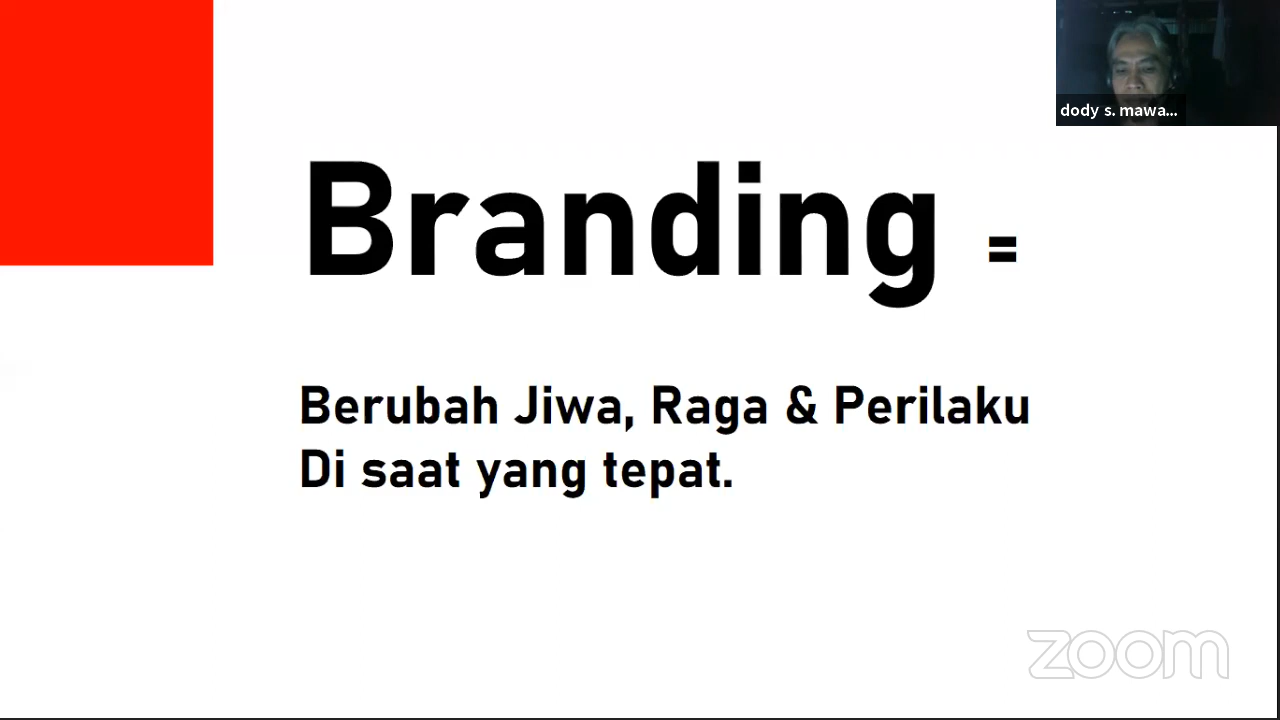 dody s. mawa...
Branding =
Berubah Jiwa, Raga & Perilaku
Di saat yang tepat.
zoom